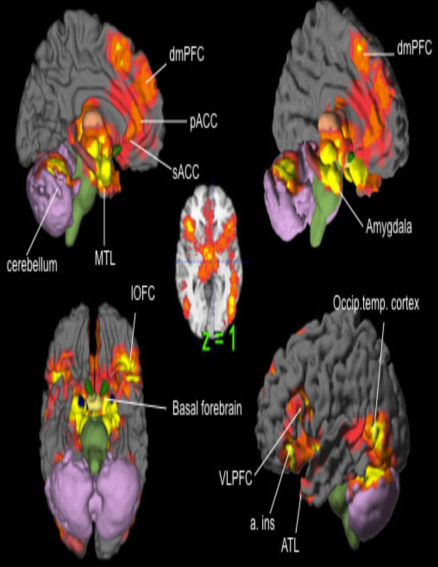 dmPFC
pACC
sACC
MTL
cerebellum
dmPFC
Amygdala
z = 1
lOFC
Basal forebrain
Occip.temp. cortex
VLPFC
a. ins
ATL